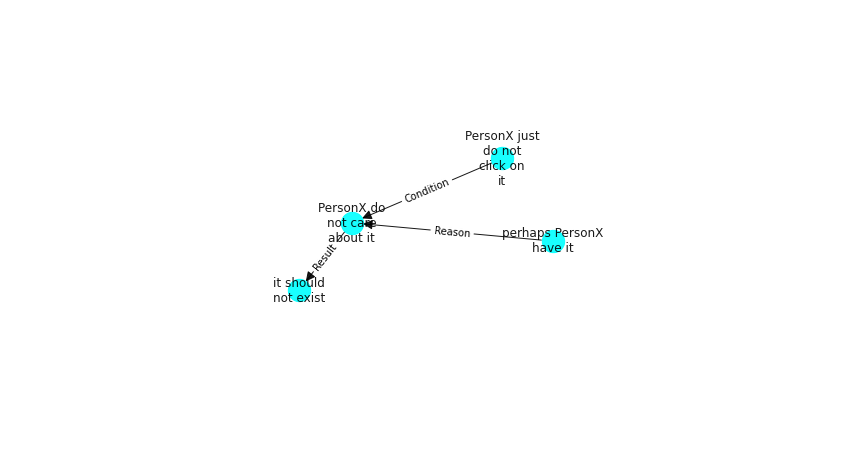 PersonX just
do not
click on
it
Condition
PersonX do
not care
about it
Reason
perhaps PersonX
have it
Result
it should
not exist